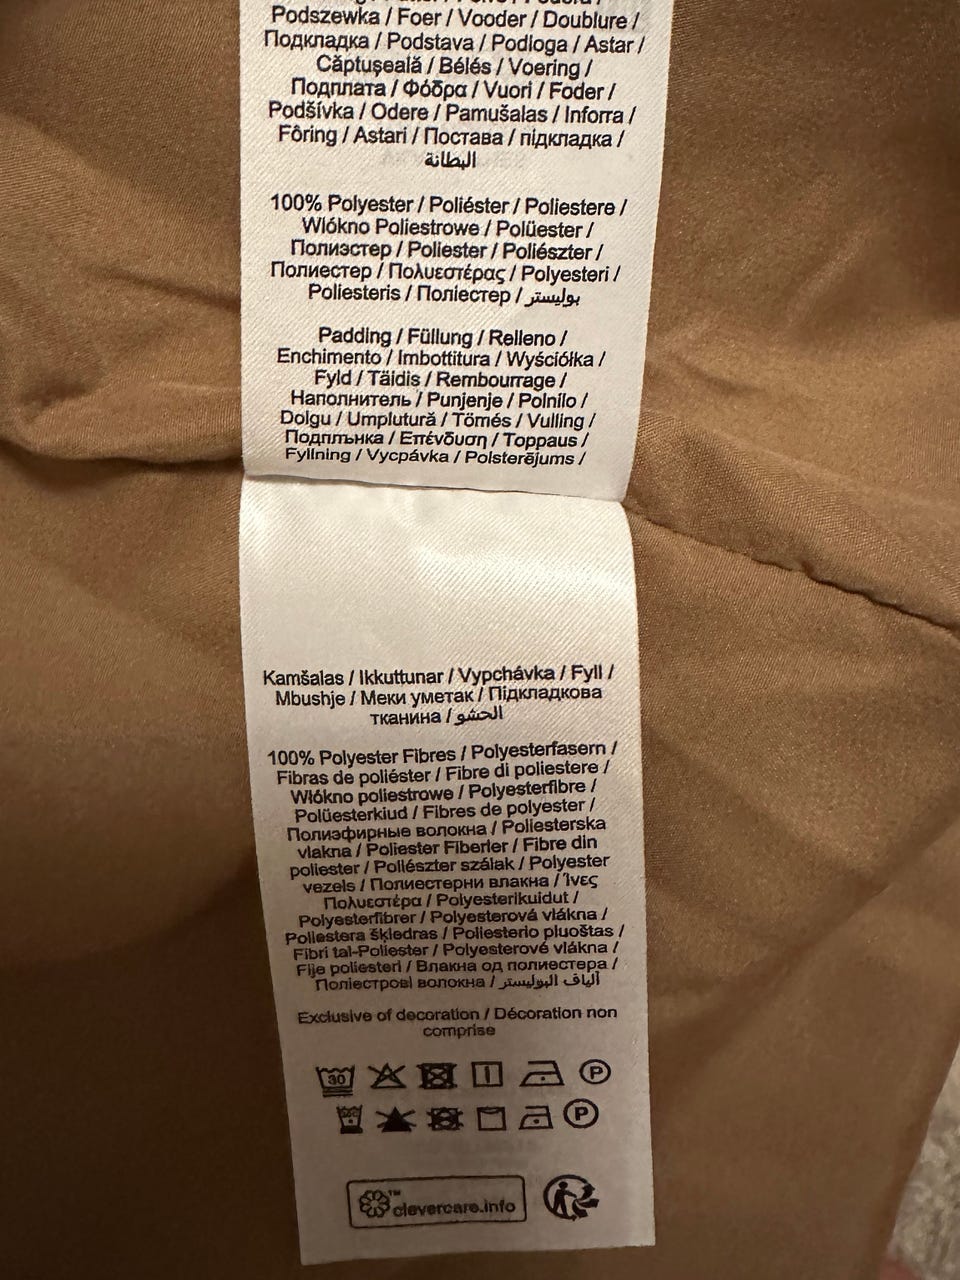 Podszewka / Foer / Vooder / Doublure /
Подкладка / Podstava / Podloga / Astar /
Căptușeală / Bélés / Voering /
Подплата / Φόδρα / Vuori / Foder /
Podšívka / Odere / Pamušalas / Inforra /
Fôring / Astari / Постава / підкладка /
البطانة
100% Polyester / Poliéster / Poliestere /
Włókno Poliestrowe / Polüester /
Полиэстер / Poliester / Poliészter /
Полиестер / Πολυεστέρας / Polyesteri /
Poliesteris / Поліестер / بوليستر
Padding / Füllung / Relleno /
Enchimento / Imbottitura / Wyściółka /
Fyld / Täidis / Rembourrage /
Наполнитель / Punjenje / Polnilo /
Dolgu / Umplutură / Tömés / Vulling /
Подплънка / Επένδυση / Toppaus /
Fyllning / Vycpávka / Polsterējums /
Kamšalas / Ikkuttunar / Vypchávka / Fyll /
Mbushje / Меки уметак / Підкладкова
тканина / الحشو
100% Polyester Fibres / Polyesterfasern /
Fibras de poliéster / Fibre di poliestere /
Włókno poliestrowe / Polyesterfibre /
Polüesterkiud / Fibres de polyester /
Полиэфирные волокна / Poliesterska
vlakna / Poliester Fiberler / Fibre din
poliester / Poliészter szálak / Polyester
vezels / Полиестерни влакна / Ίνες
Πολυεστέρα / Polyesterikuidut /
Polyesterfibrer / Polyesterová vlákna /
Poliestera šķiedras / Poliesterio pluoštas /
Fibri tal-Poliester / Polyesterové vlákna /
Fije poliesteri / Влакна од полиестера /
Поліестрові волокна / ألياف البوليستر
Exclusive of decoration / Décoration non
comprise
30 P
P
™ clevercare.info